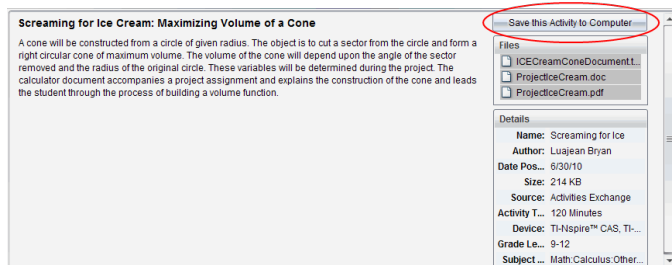 Screaming for Ice Cream: Maximizing Volume of a Cone
A cone will be constructed from a circle of given radius. The object is to cut a sector from the circle and form a
right circular cone of maximum volume. The volume of the cone will depend upon the angle of the sector
removed and the radius of the original circle. These variables will be determined during the project. The
calculator document accompanies a project assignment and explains the construction of the cone and leads
the student through the process of building a volume function.
Save this Activity to Computer
Files
ICECreamConeDocument.t...
ProjectIceCream.doc
ProjectIceCream.pdf
Details
Name: Screaming for Ice
Author: Luajean Bryan
Date Pos... 6/30/10
Size: 214 KB
Source: Activities Exchange
Activity T... 120 Minutes
Device: TI-Nspire™ CAS, TI-...
Grade Le... 9-12
Subject ... Math:Calculus:Other...